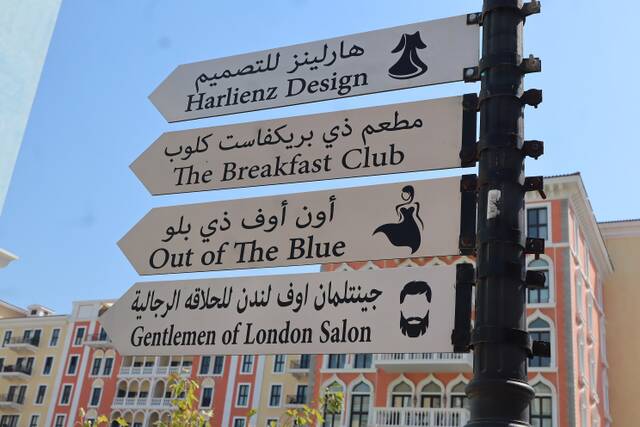 هارلينز للتصميم
Harlienz Design
مطعم ذي بريكفاست كلوب
The Breakfast Club
أون أوف ذي بلو
Out of The Blue
جينتلمان اوف لندن للحلاقه الرجالية
Gentlemen of London Salon